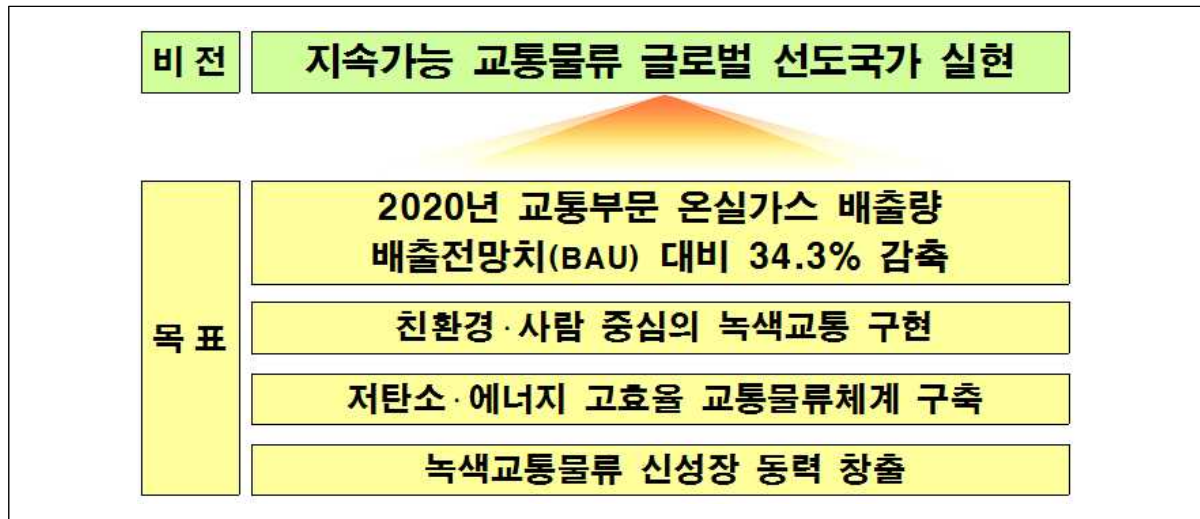 비 전
지속가능 교통물류 글로벌 선도국가 실현
목 표
2020년 교통부문 온실가스 배출량
배출전망치(BAU) 대비 34.3% 감축
친환경·사람 중심의 녹색교통 구현
저탄소·에너지 고효율 교통물류체계 구축
녹색교통물류 신성장 동력 창출